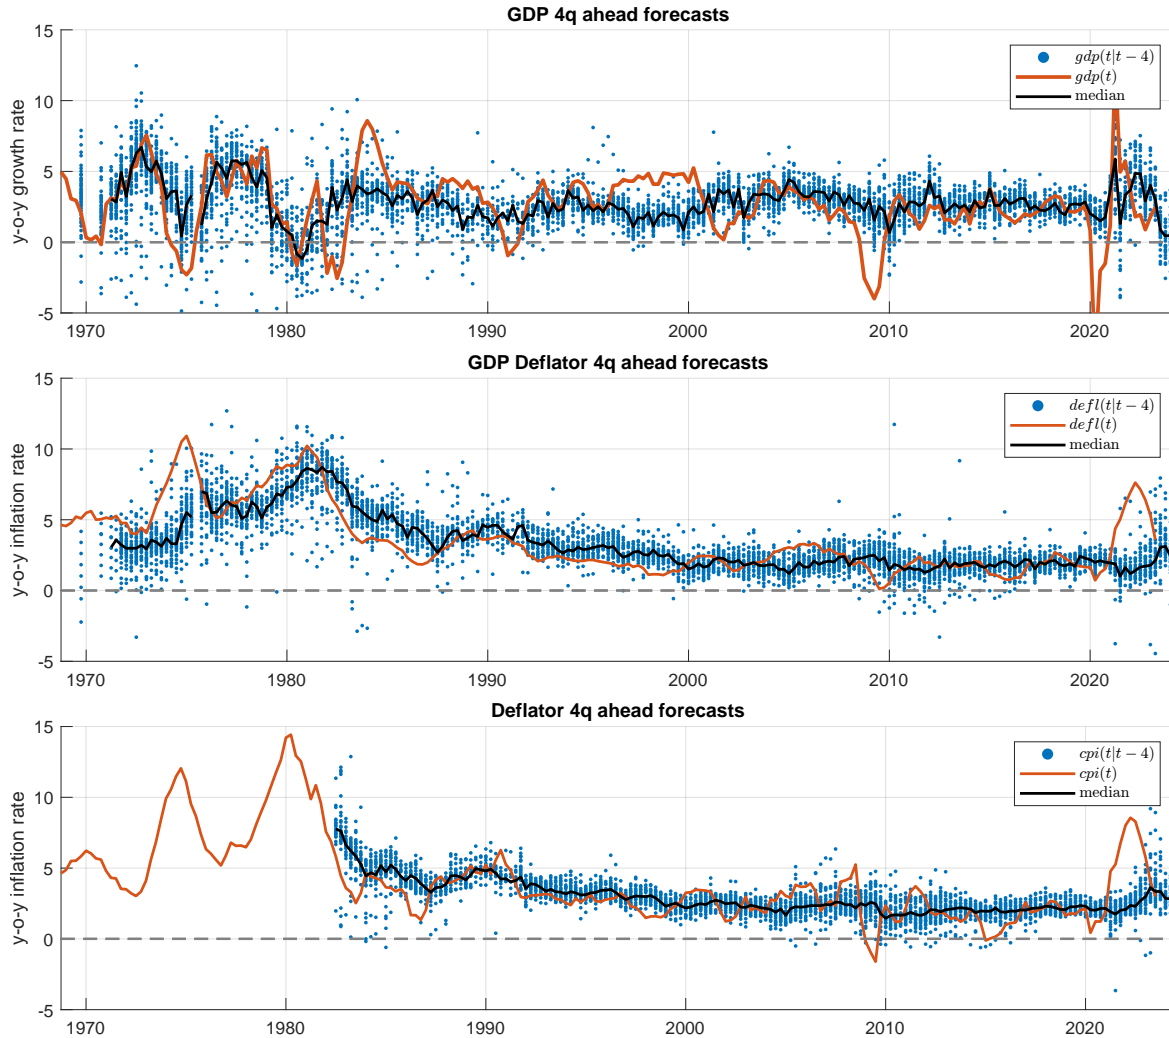 GDP 4q ahead forecasts
y-o-y growth rate
15
10
5
0
-5
gdp(t|t − 4)
gdp(t)
median
1970 1980 1990 2000 2010 2020
GDP Deflator 4q ahead forecasts
y-o-y inflation rate
15
10
5
0
-5
defl(t|t − 4)
defl(t)
median
1970 1980 1990 2000 2010 2020
Deflator 4q ahead forecasts
y-o-y inflation rate
15
10
5
0
-5
cpi(t|t − 4)
cpi(t)
median
1970 1980 1990 2000 2010 2020